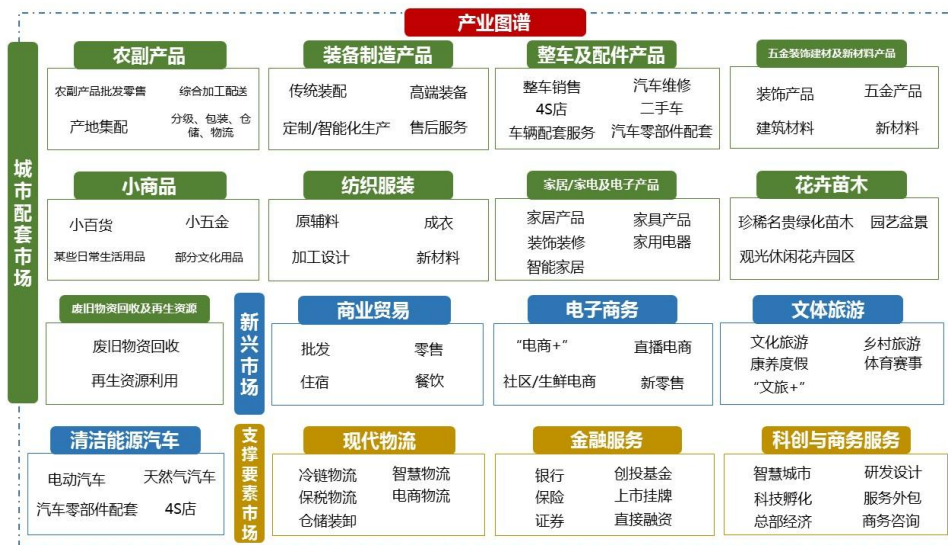 产业图谱
城市配套市场
农副产品
农副产品批发零售 综合加工配送
产地集配 分级、包装、仓
储、物流
装备制造产品
传统装配 高端装备
定制/智能化生产 售后服务
整车及配件产品
整车销售 汽车维修
4S店 二手车
车辆配套服务 汽车零部件配套
五金装饰建材及新材料产品
装饰产品 五金产品
建筑材料 新材料
小商品
小百货 小五金
某些日常生活用品 部分文化用品
纺织服装
原辅料 成衣
加工设计 新材料
家居/家电及电子产品
家居产品 家具产品
装饰装修 家用电器
智能家居
花卉苗木
珍稀名贵绿化苗木 园艺盆景
观光休闲花卉园区
废旧物资回收及再生资源
废旧物资回收
再生资源利用
新兴市场
商业贸易
批发 零售
住宿 餐饮
电子商务
“电商+” 直播电商
社区/生鲜电商 新零售
文体旅游
文化旅游 乡村旅游
康养度假 体育赛事
“文旅+”
清洁能源汽车
电动汽车 天然气汽车
汽车零部件配套 4S店
支撑要素市场
现代物流
冷链物流 智慧物流
保税物流 电商物流
仓储装卸
金融服务
银行 创投基金
保险 上市挂牌
证券 直接融资
科创与商务服务
智慧城市 研发设计
科技孵化 服务外包
总部经济 商务咨询